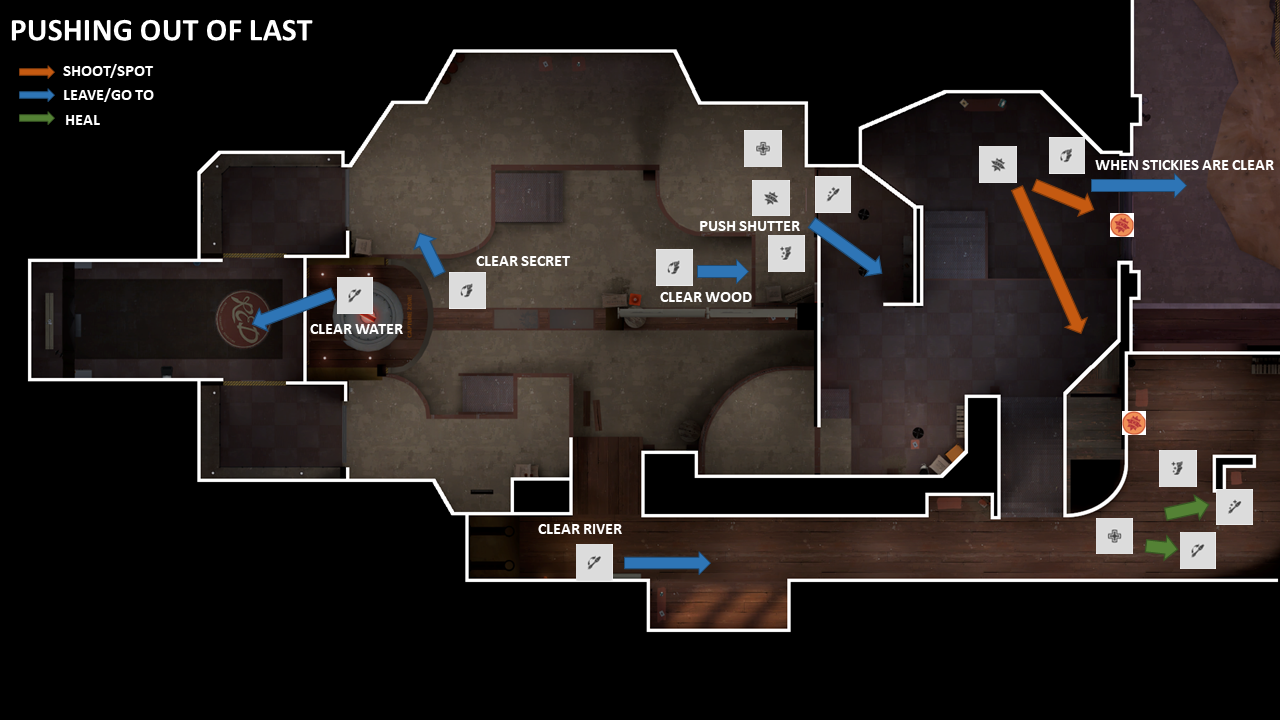 PUSHING OUT OF LAST
SHOOT/SPOT
LEAVE/GO TO
HEAL
WHEN STICKIES ARE CLEAR
PUSH SHUTTER
CLEAR SECRET
CLEAR WOOD
CLEAR WATER
RED
CLEAR RIVER